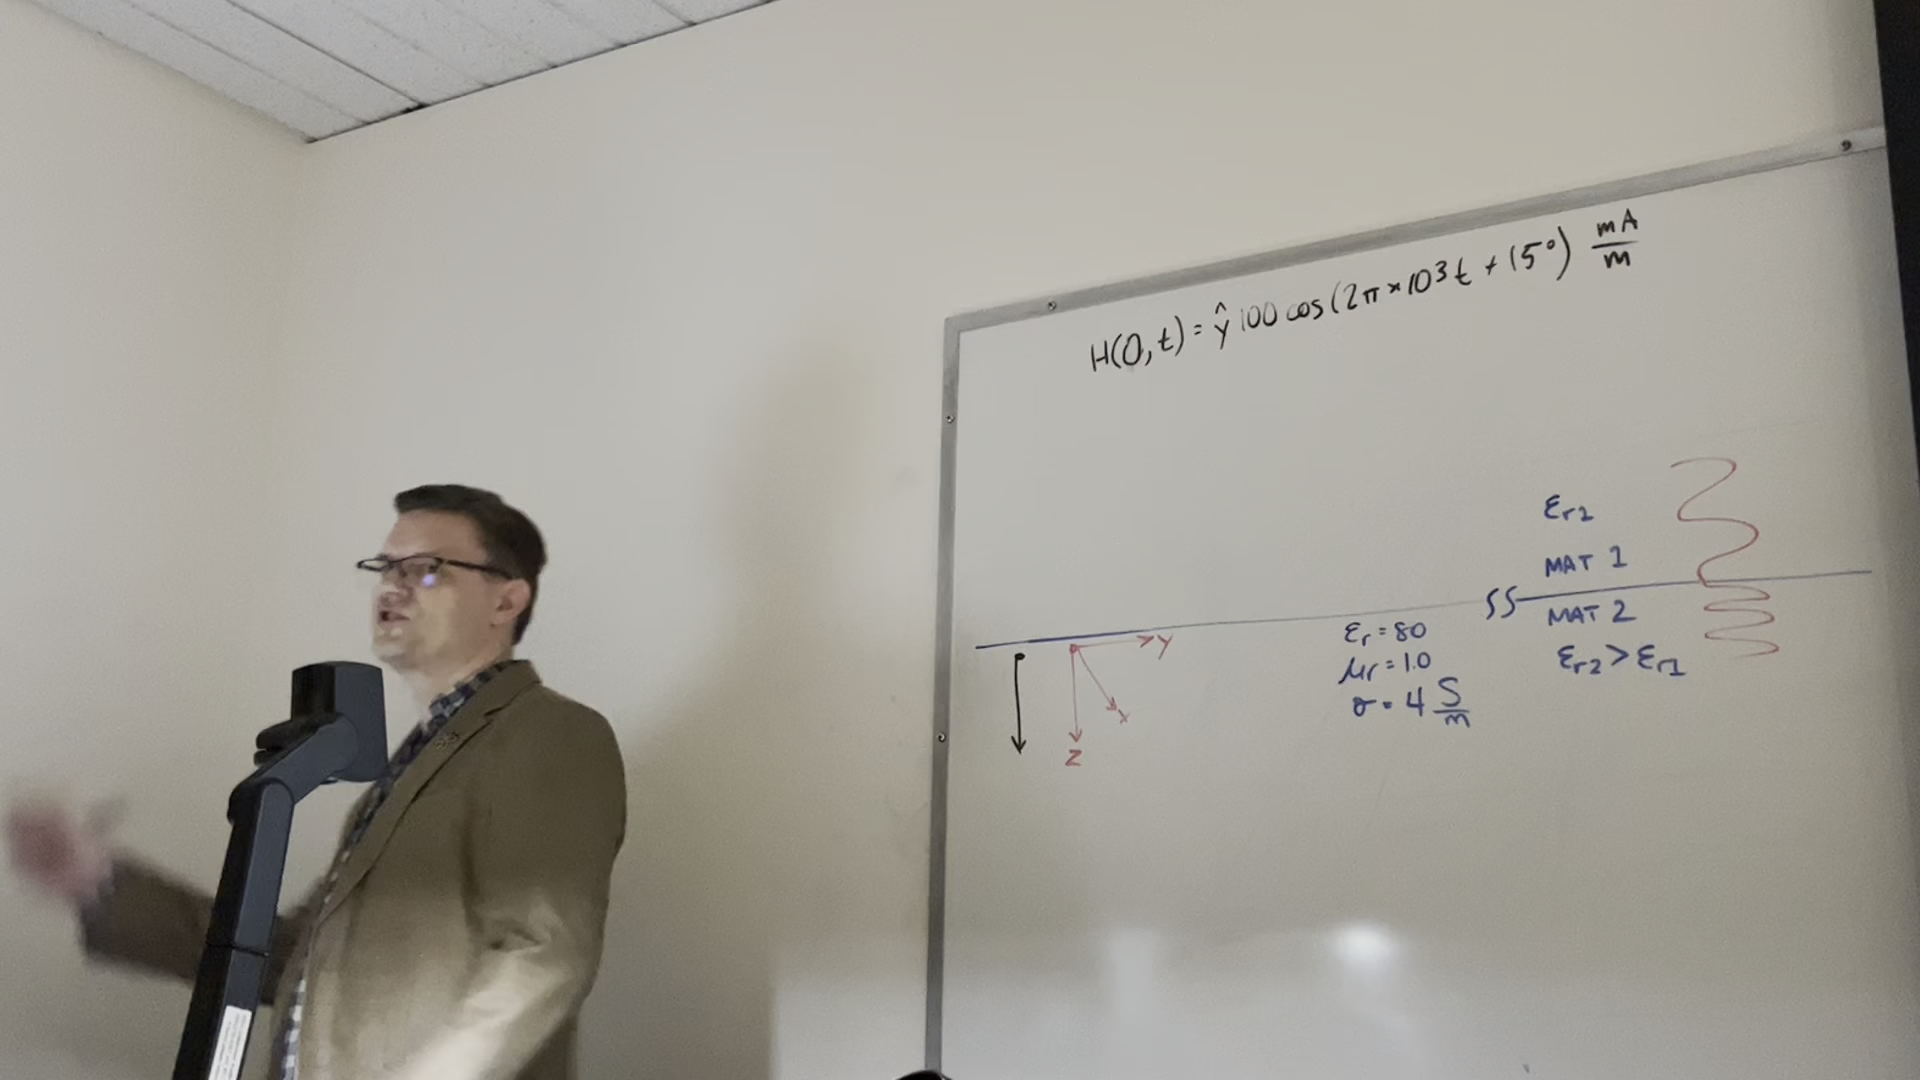 H(0,t) = ŷ 100 cos(2π×10³t + 15°) mA/m
εr2
MAT 1
MAT 2
εr2 > εr1
εr = 80
μr = 1.0
σ = 4 S/m
y
x
z